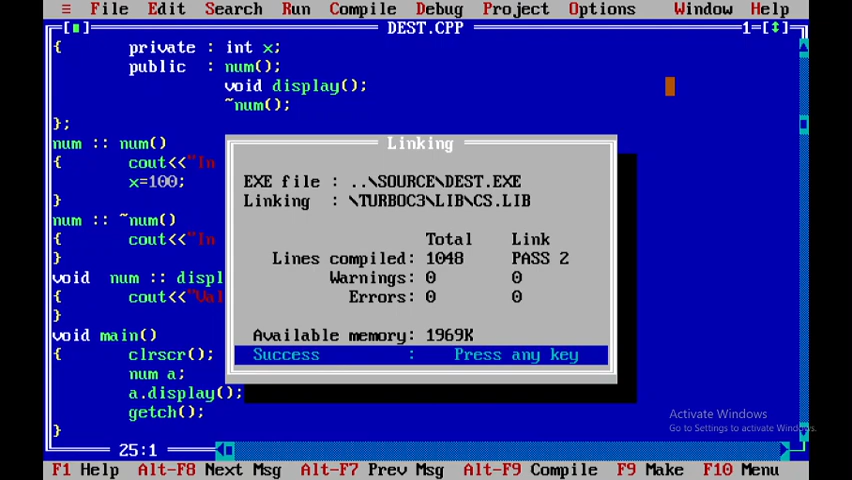 ≡ File Edit Search Run Compile Debug Project Options Window Help
[■] DEST.CPP 1=[↕]
{ private : int x;
public : num();
void display();
~num();
};
num :: num()
{ cout<<"In
x=100;
}
num :: ~num()
{ cout<<"In
}
void num :: displ
{ cout<<"Val
}
void main()
{ clrscr();
num a;
a.display();
getch();
}
Linking
EXE file : ..\SOURCE\DEST.EXE
Linking : \TURBOC3\LIB\CS.LIB
Total Link
Lines compiled: 1048 PASS 2
Warnings: 0 0
Errors: 0 0
Available memory: 1969K
Success : Press any key
Activate Windows
Go to Settings to activate Windows.
25:1
F1 Help Alt-F8 Next Msg Alt-F7 Prev Msg Alt-F9 Compile F9 Make F10 Menu